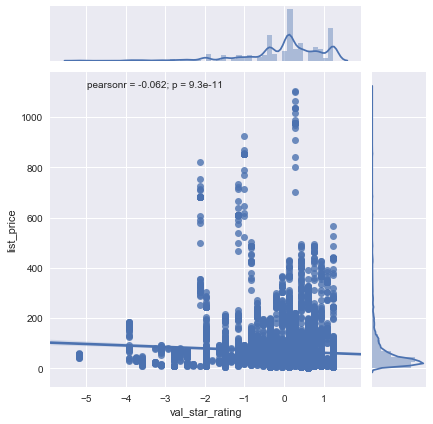 pearsonr = -0.062; p = 9.3e-11
list_price
1000
800
600
400
200
0
−5 −4 −3 −2 −1 0 1
val_star_rating